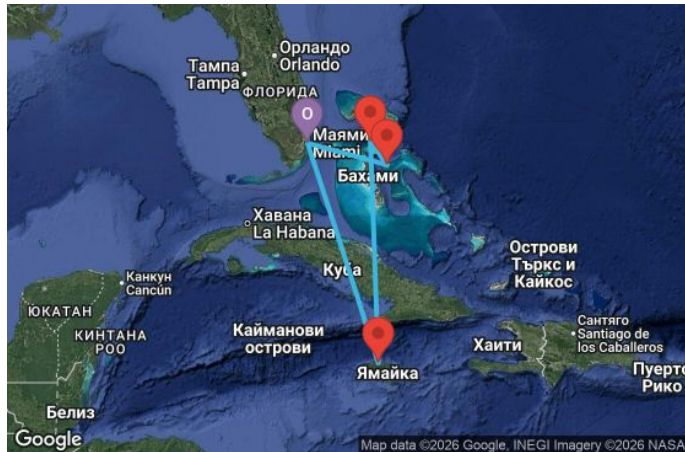 Орландо
Orlando
Тампа
Tampa
ФЛОРИДА
O
Маями
Miami
Бахами
Хавана
La Habana
Острови
Търкс и
Кайкос
Канкун
Cancún
Куба
ЮКАТАН
КИНТАНА
РОО
Кайманови
острови
Хаити
Сантяго
Santiago de
los Caballeros
Ямайка
Пуерто
Рико
Белиз
Google
Map data ©2026 Google, INEGI Imagery ©2026 NASA